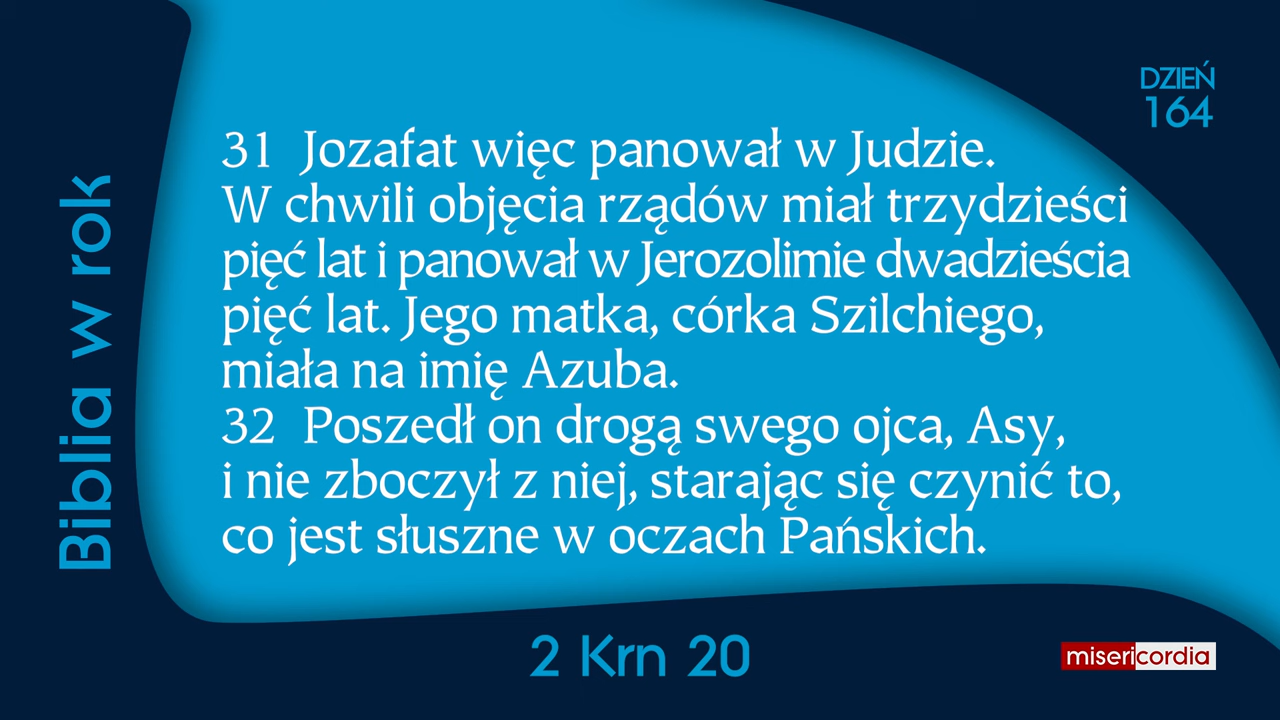 DZIEŃ
164
31 Jozafat więc panował w Judzie.
W chwili objęcia rządów miał trzydzieści
pięć lat i panował w Jerozolimie dwadzieścia
pięć lat. Jego matka, córka Szilchiego,
miała na imię Azuba.
32 Poszedł on drogą swego ojca, Asy,
i nie zboczył z niej, starając się czynić to,
co jest słuszne w oczach Pańskich.
Biblia w rok
2 Krn 20
misericordia